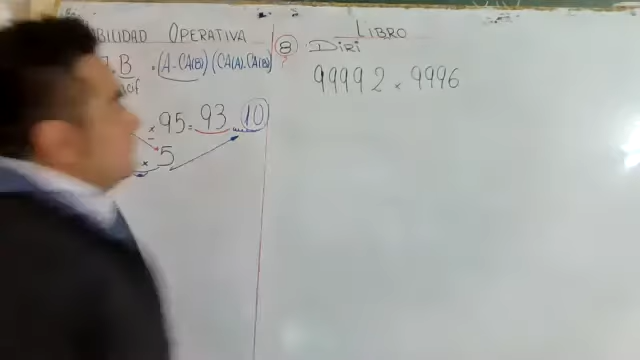 BILIDAD OPERATIVA
LIBRO
B • (A - CA(B)) (CA(A).CA(B))
8 DIRI
99992 x 9996
x 95 = 93 10
x 5